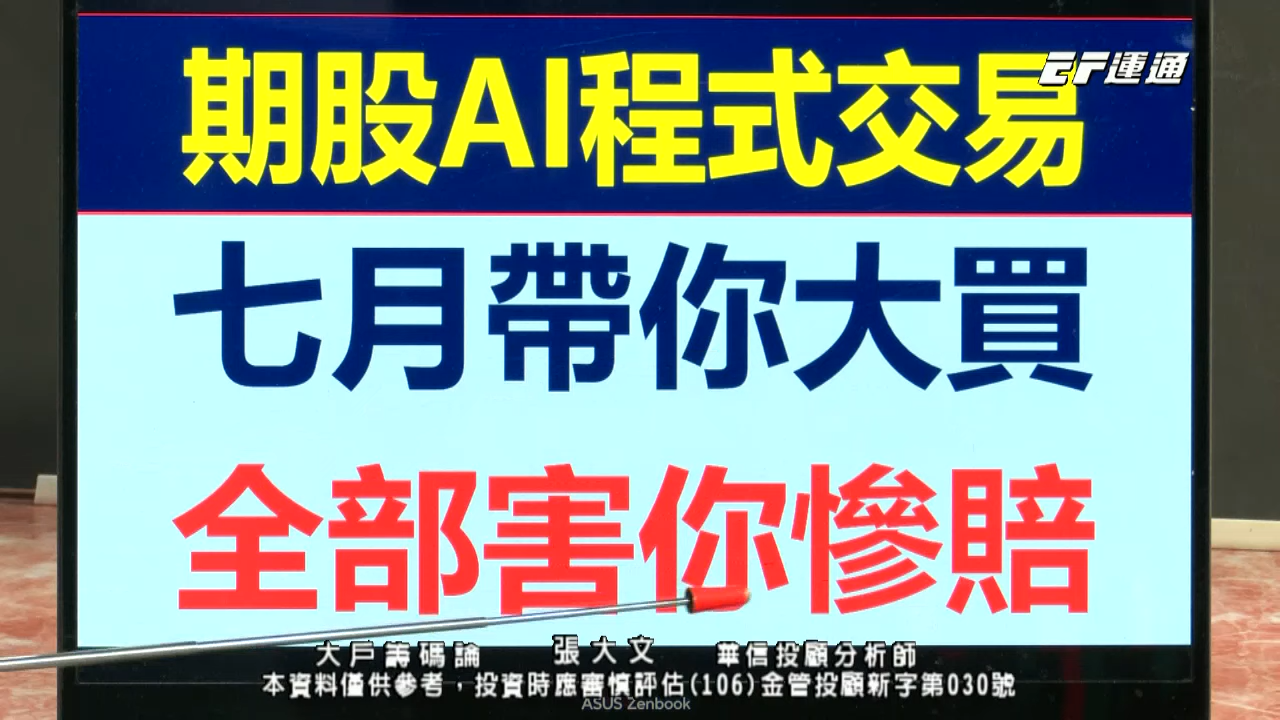 期股AI程式交易
EF運通
七月帶你大買
全部害你慘賠
大戶籌碼論 張大文 華信投顧分析師
本資料僅供參考，投資時應審慎評估(106)金管投顧新字第030號
ASUS Zenbook